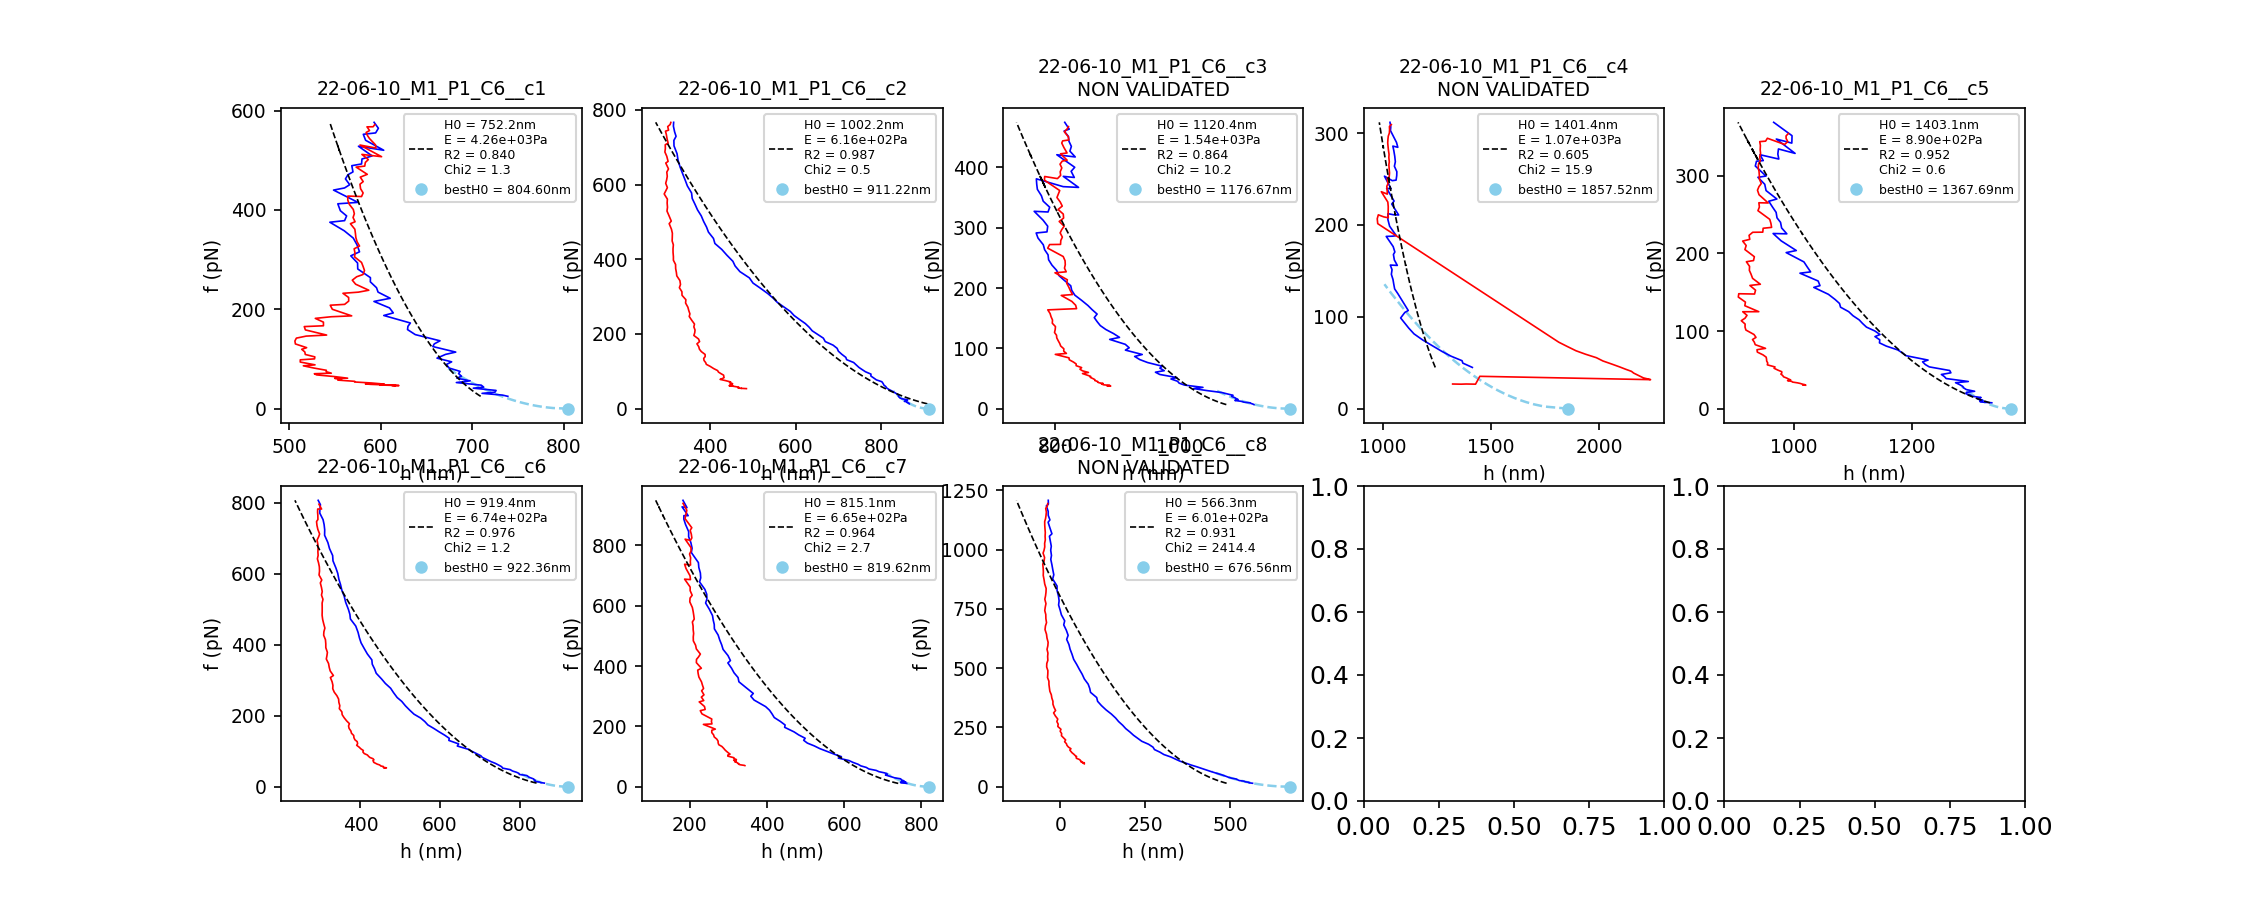 22-06-10_M1_P1_C6__c1
600
400
200
0
500
600
700
800
f (pN)
h (nm)
H0 = 752.2nm
E = 4.26e+03Pa
R2 = 0.840
Chi2 = 1.3
bestH0 = 804.60nm
22-06-10_M1_P1_C6__c2
800
600
400
200
0
400
600
800
f (pN)
h (nm)
H0 = 1002.2nm
E = 6.16e+02Pa
R2 = 0.987
Chi2 = 0.5
bestH0 = 911.22nm
22-06-10_M1_P1_C6__c3
NON VALIDATED
400
300
200
100
0
800
1000
f (pN)
h (nm)
H0 = 1120.4nm
E = 1.54e+03Pa
R2 = 0.864
Chi2 = 10.2
bestH0 = 1176.67nm
22-06-10_M1_P1_C6__c4
NON VALIDATED
300
200
100
0
1000
1500
2000
f (pN)
h (nm)
H0 = 1401.4nm
E = 1.07e+03Pa
R2 = 0.605
Chi2 = 15.9
bestH0 = 1857.52nm
22-06-10_M1_P1_C6__c5
300
200
100
0
1000
1200
f (pN)
h (nm)
H0 = 1403.1nm
E = 8.90e+02Pa
R2 = 0.952
Chi2 = 0.6
bestH0 = 1367.69nm
22-06-10_M1_P1_C6__c6
800
600
400
200
0
400
600
800
f (pN)
h (nm)
H0 = 919.4nm
E = 6.74e+02Pa
R2 = 0.976
Chi2 = 1.2
bestH0 = 922.36nm
22-06-10_M1_P1_C6__c7
800
600
400
200
0
200
400
600
800
f (pN)
h (nm)
H0 = 815.1nm
E = 6.65e+02Pa
R2 = 0.964
Chi2 = 2.7
bestH0 = 819.62nm
22-06-10_M1_P1_C6__c8
NON VALIDATED
1250
1000
750
500
250
0
0
250
500
f (pN)
h (nm)
H0 = 566.3nm
E = 6.01e+02Pa
R2 = 0.931
Chi2 = 2414.4
bestH0 = 676.56nm
1.0
0.8
0.6
0.4
0.2
0.0
0.00
0.25
0.50
0.75
1.00
1.0
0.8
0.6
0.4
0.2
0.0
0.00
0.25
0.50
0.75
1.00